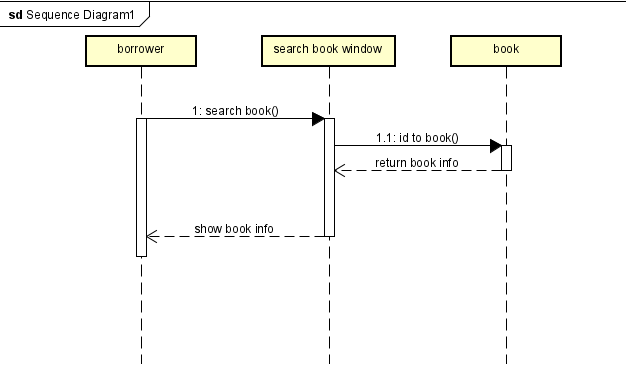 sd Sequence Diagram1
borrower
search book window
book
1: search book()
1.1: id to book()
return book info
show book info